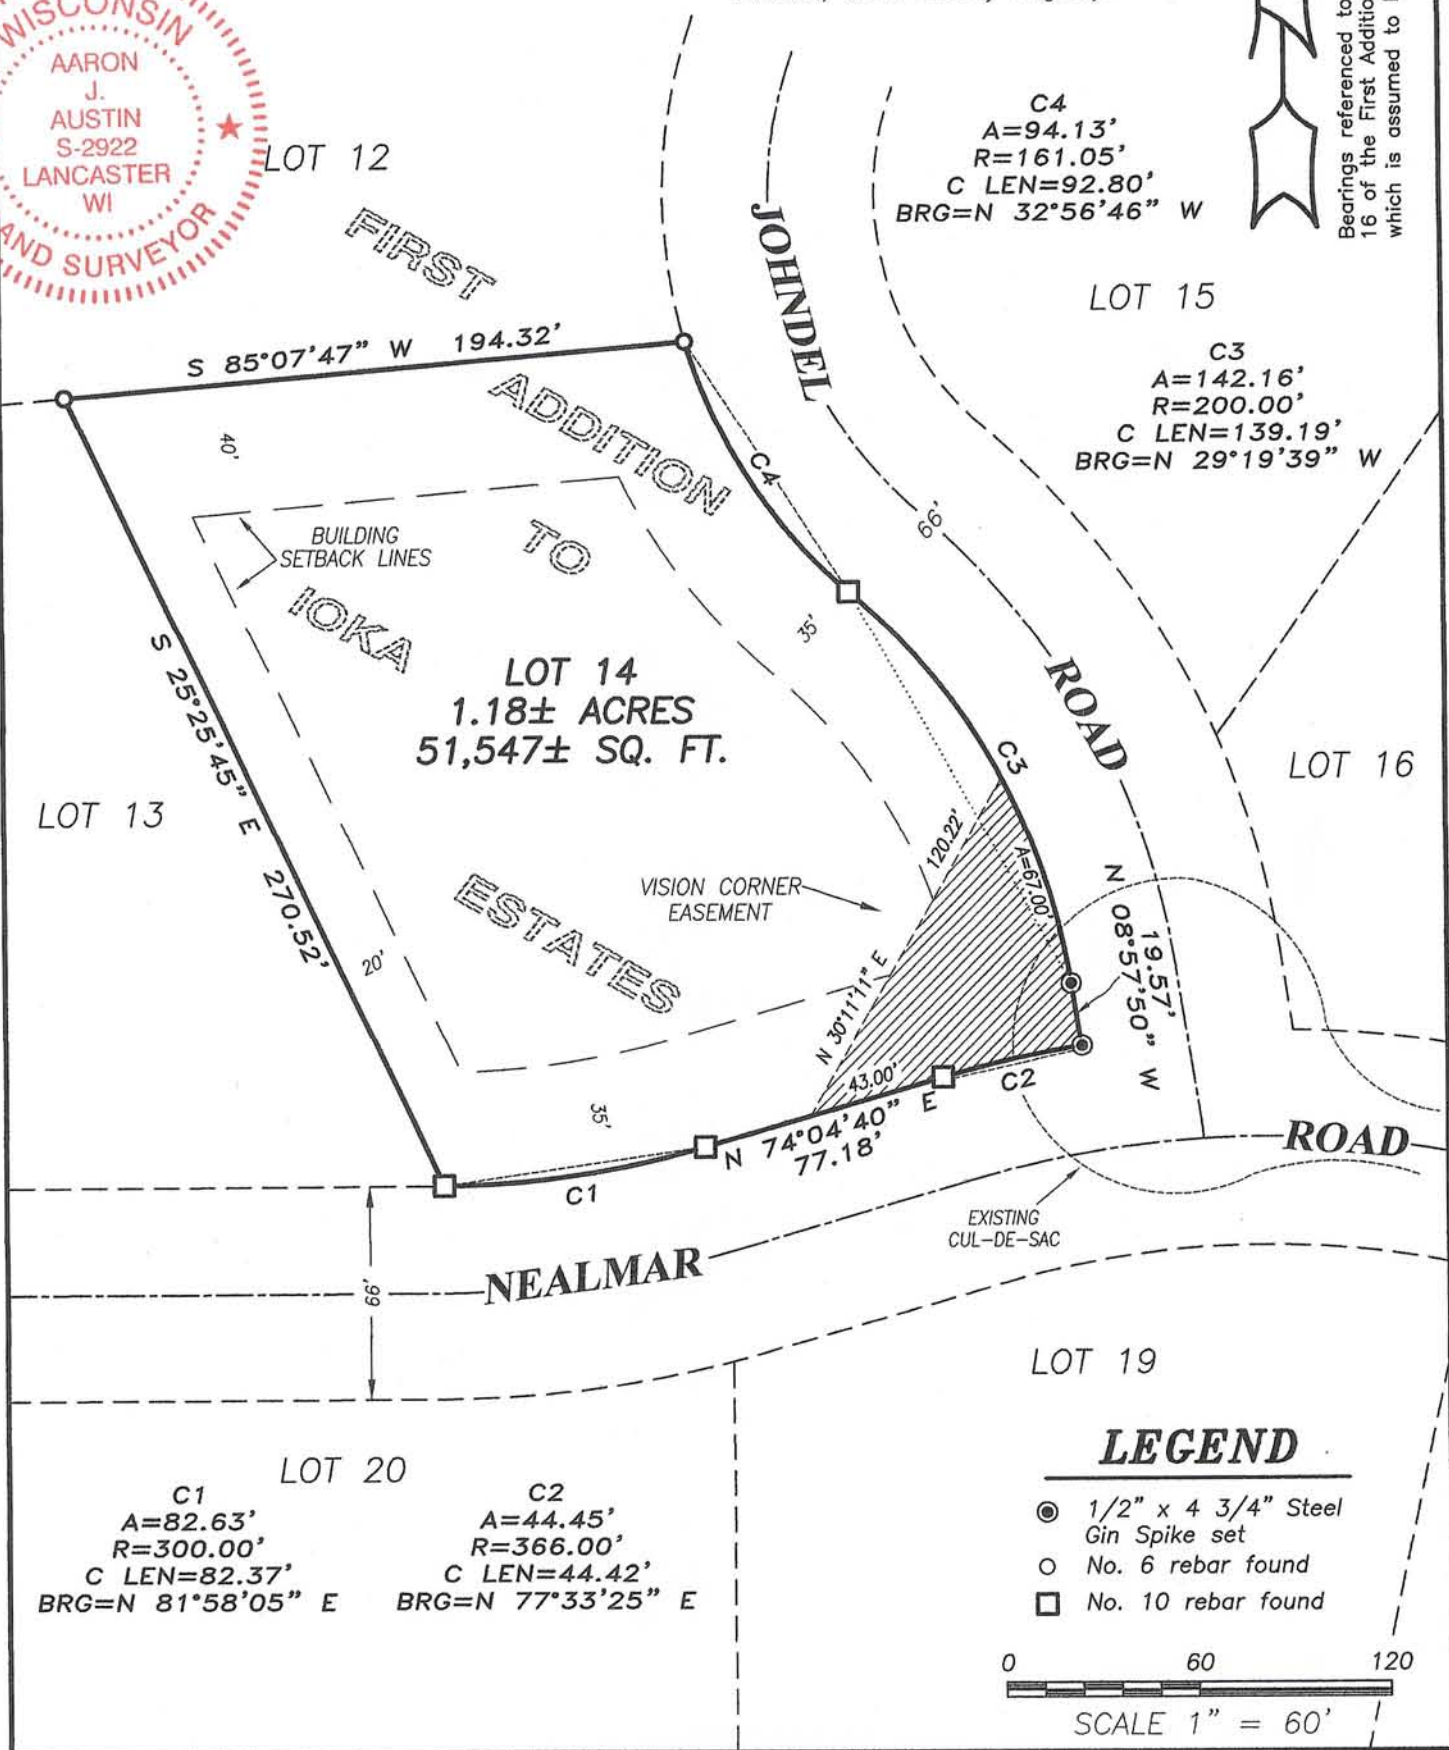 WISCONSIN
AARON
J.
AUSTIN
S-2922
LANCASTER
WI
AND SURVEYOR
Bearings referenced to
16 of the First Additio
which is assumed to
C4
A=94.13'
R=161.05'
C LEN=92.80'
BRG=N 32°56'46" W
LOT 12
FIRST
ADDITION
TO
IOKA
ESTATES
JOHNDEL
ROAD
LOT 15
C3
A=142.16'
R=200.00'
C LEN=139.19'
BRG=N 29°19'39" W
S 85°07'47" W 194.32'
40'
C4
66'
BUILDING
SETBACK LINES
35'
LOT 14
1.18± ACRES
51,547± SQ. FT.
S 25°25'45" E 270.52'
C3
LOT 16
LOT 13
120.22'
A=67.00'
VISION CORNER
EASEMENT
N 08°57'50" W
19.57'
20'
N 30°11'11" E
43.00'
C2
35'
N 74°04'40" E
77.18'
C1
ROAD
EXISTING
CUL-DE-SAC
NEALMAR
66'
LOT 19
LOT 20
C1
A=82.63'
R=300.00'
C LEN=82.37'
BRG=N 81°58'05" E
C2
A=44.45'
R=366.00'
C LEN=44.42'
BRG=N 77°33'25" E
LEGEND
1/2" x 4 3/4" Steel
Gin Spike set
No. 6 rebar found
No. 10 rebar found
0 60 120
SCALE 1" = 60'